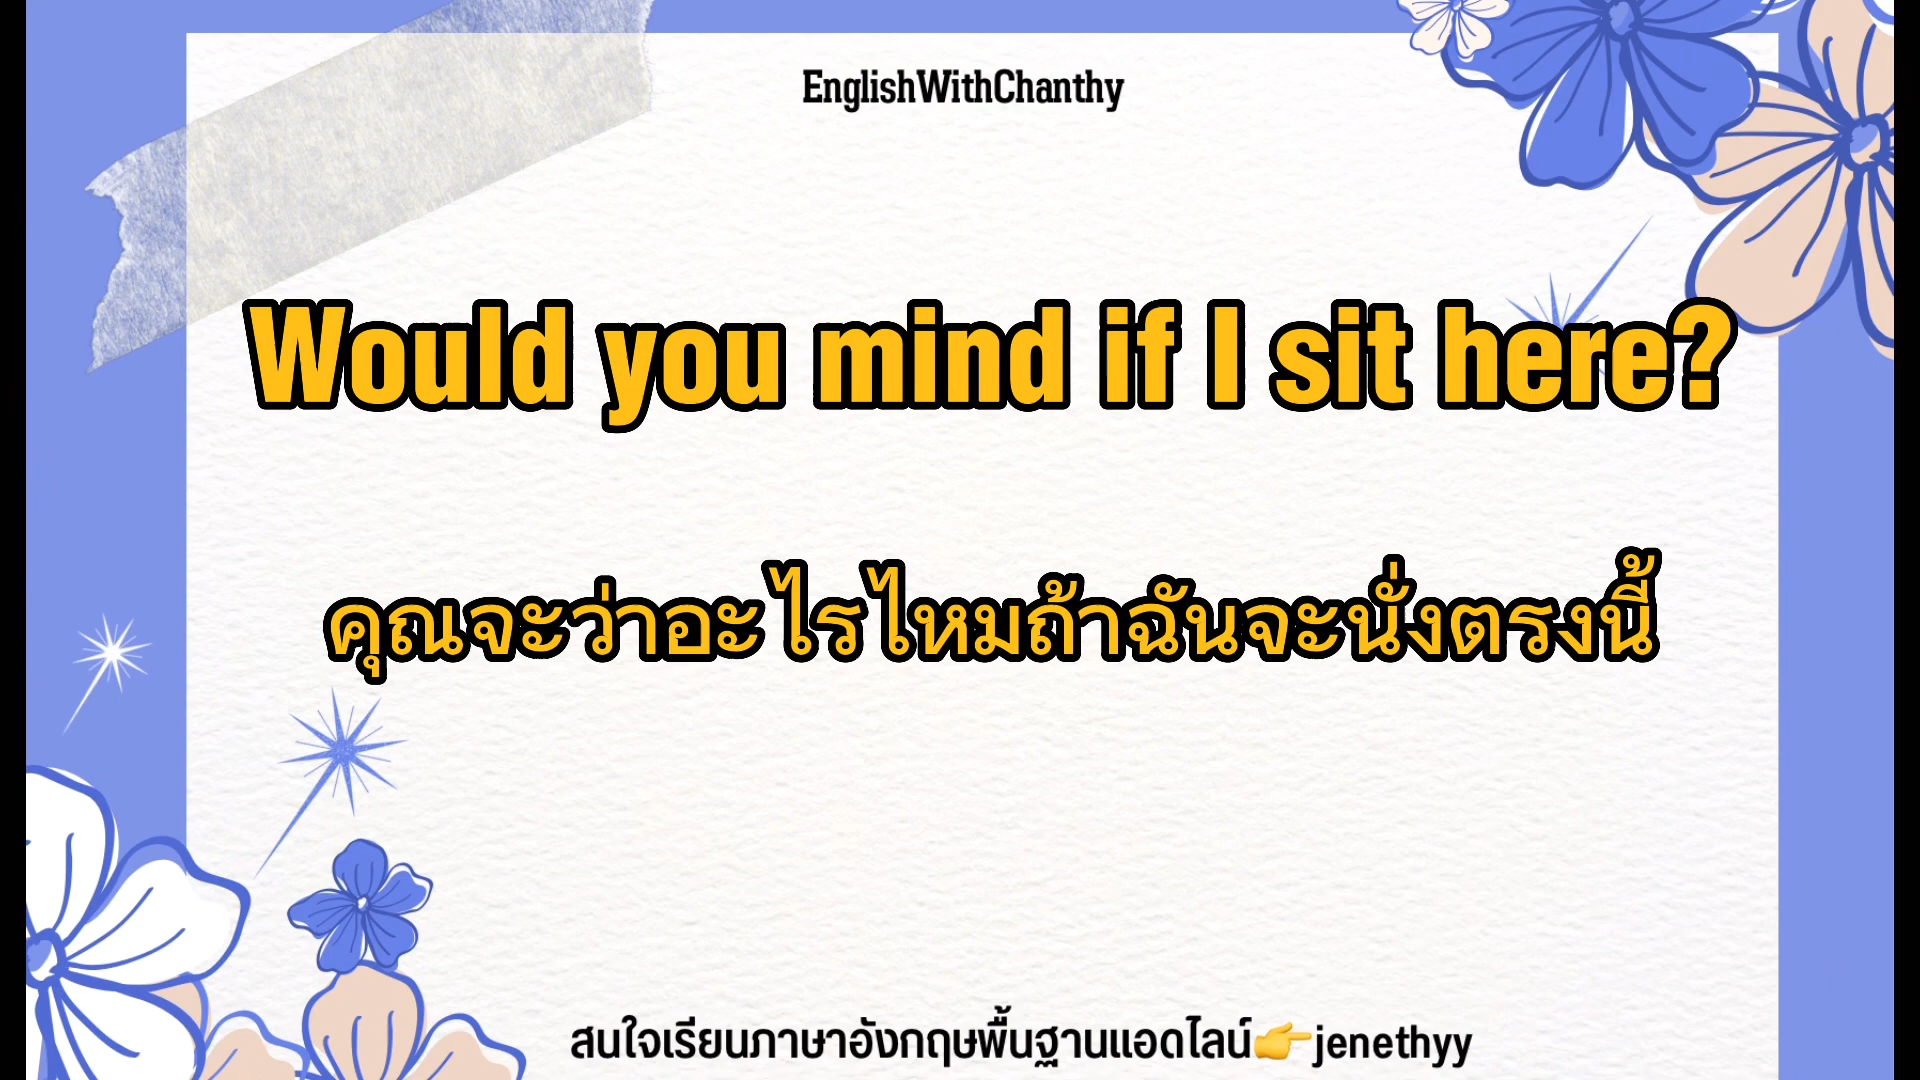 EnglishWithChanthy
Would you mind if I sit here?
คุณจะว่าอะไรไหมถ้าฉันจะนั่งตรงนี้
สนใจเรียนภาษาอังกฤษพื้นฐานแอดไลน์👉jenethyy